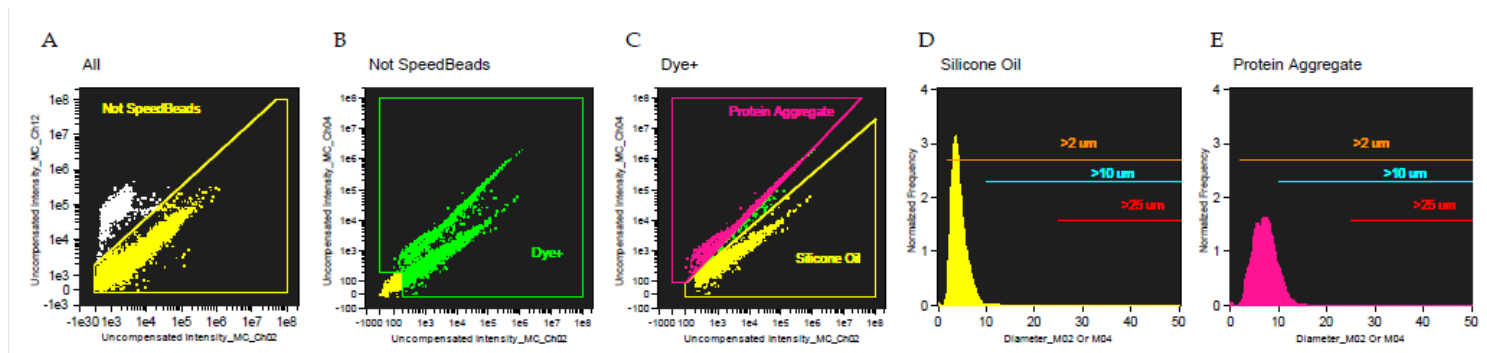 A
All
Uncompensated Intensity_MC_Ch12
1e8
1e7
1e6
1e5
1e4
1e3
0
-1e3
Not SpeedBeads
-1e30 1e3 1e4 1e5 1e6 1e7 1e8
Uncompensated Intensity_MC_Ch02
B
Not SpeedBeads
Uncompensated Intensity_MC_Ch04
1e8
1e7
1e6
1e5
1e4
1e3
100
0
-100
Dye+
-1000 100 1e3 1e4 1e5 1e6 1e7 1e8
Uncompensated Intensity_MC_Ch02
C
Dye+
Uncompensated Intensity_MC_Ch04
1e8
1e7
1e6
1e5
1e4
1e3
100
0
-100
Protein Aggregate
Silicone Oil
-1000 100 1e3 1e4 1e5 1e6 1e7 1e8
Uncompensated Intensity_MC_Ch02
D
Silicone Oil
Normalized Frequency
4
3
2
1
0
>2 um
>10 um
>25 um
0 10 20 30 40 50
Diameter_M02 Or M04
E
Protein Aggregate
Normalized Frequency
4
3
2
1
0
>2 um
>10 um
>25 um
0 10 20 30 40 50
Diameter_M02 Or M04